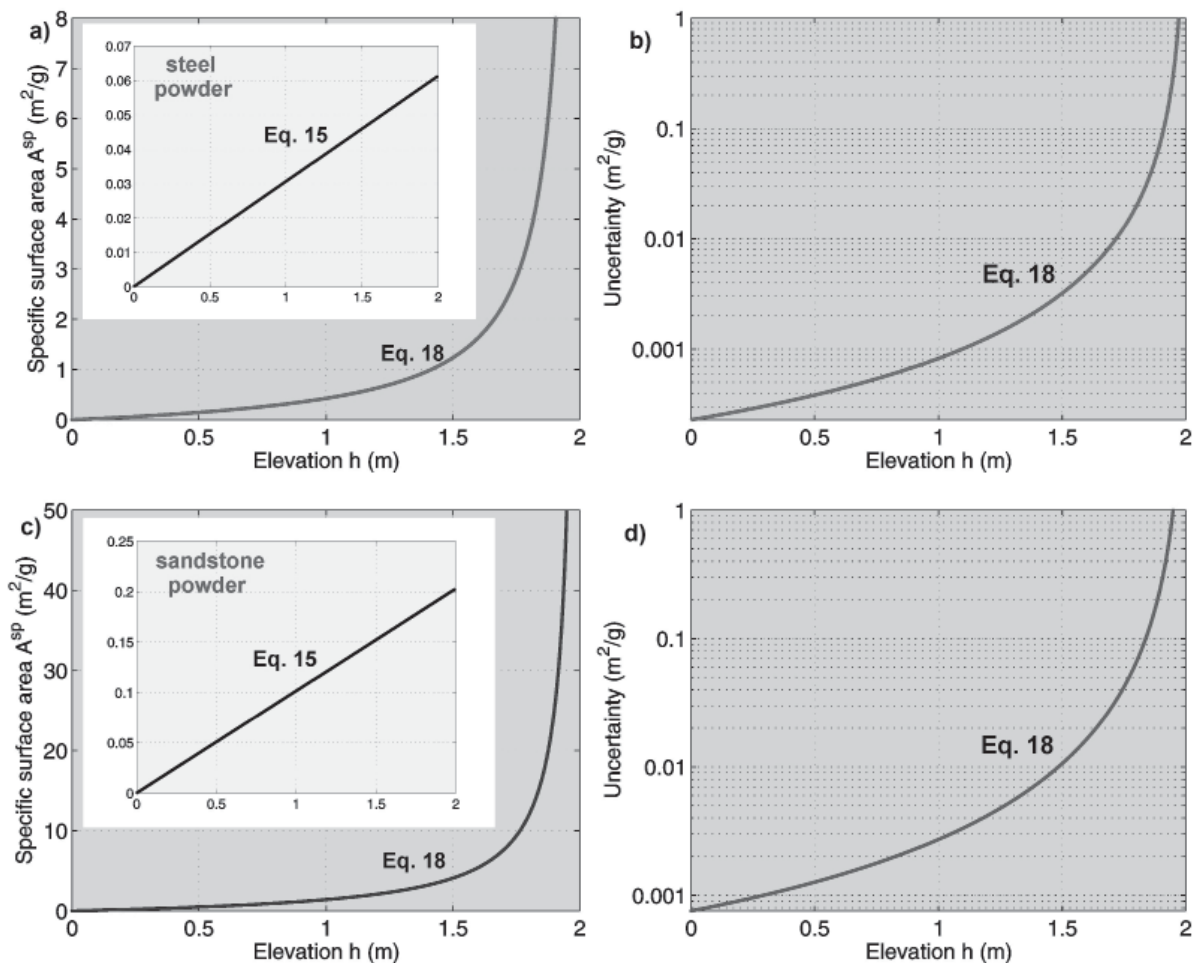 a)
8
7
6
5
4
3
2
1
0
Specific surface area A^sp (m²/g)
0.07
0.06
0.05
0.04
0.03
0.02
0.01
0
steel
powder
Eq. 15
0 0.5 1 1.5 2
Eq. 18
0 0.5 1 1.5 2
Elevation h (m)
b)
1
0.1
0.01
0.001
Uncertainty (m²/g)
Eq. 18
0 0.5 1 1.5 2
Elevation h (m)
c)
50
40
30
20
10
0
Specific surface area A^sp (m²/g)
0.25
0.2
0.15
0.1
0.05
0
sandstone
powder
Eq. 15
0 0.5 1 1.5 2
Eq. 18
0 0.5 1 1.5 2
Elevation h (m)
d)
1
0.1
0.01
0.001
Uncertainty (m²/g)
Eq. 18
0 0.5 1 1.5 2
Elevation h (m)